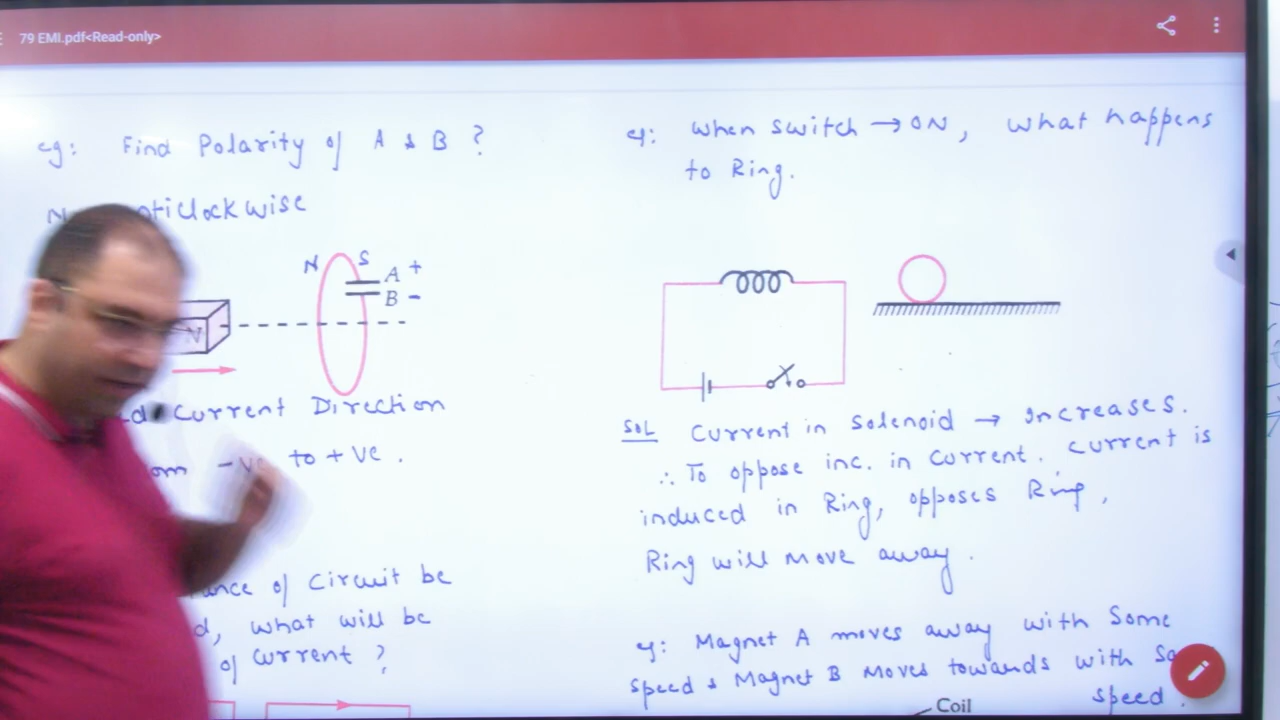 79 EMI.pdf<Read-only>
eg: Find Polarity of A & B ?
anticlockwise
N S
A +
B -
N
Current Direction
-ve to +ve.
of circuit be
what will be
of current ?
eg: When switch → ON, what happens
to Ring.
SOL Current in solenoid → increases.
∴ To oppose inc. in current. current is
induced in Ring, opposes Ring,
Ring will move away.
eg: Magnet A moves away with Some
speed & Magnet B moves towards with
speed.
Coil